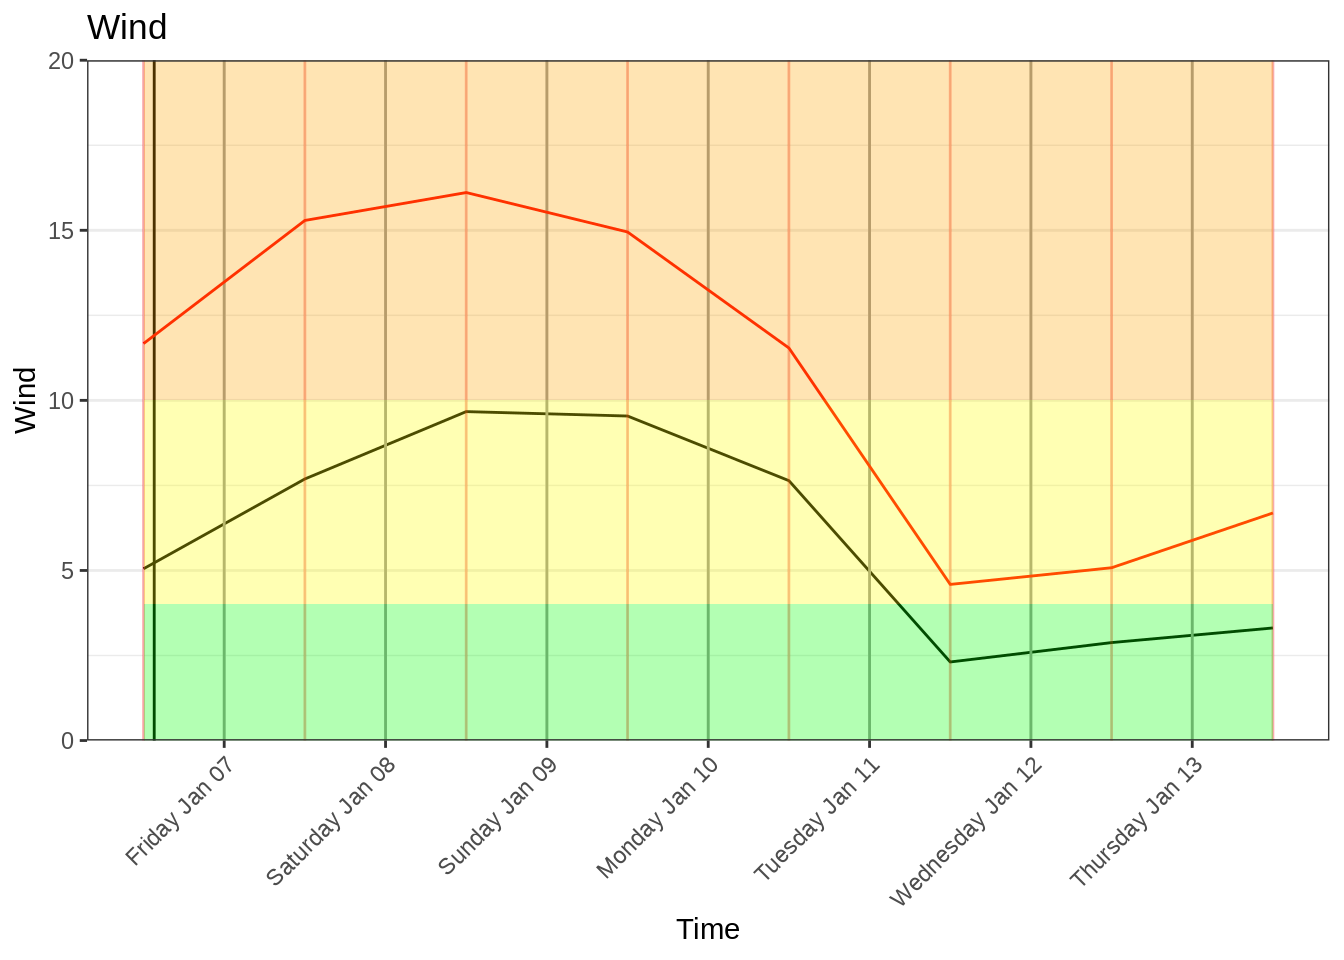 Wind
20
15
10
5
0
Wind
Friday Jan 07
Saturday Jan 08
Sunday Jan 09
Monday Jan 10
Tuesday Jan 11
Wednesday Jan 12
Thursday Jan 13
Time